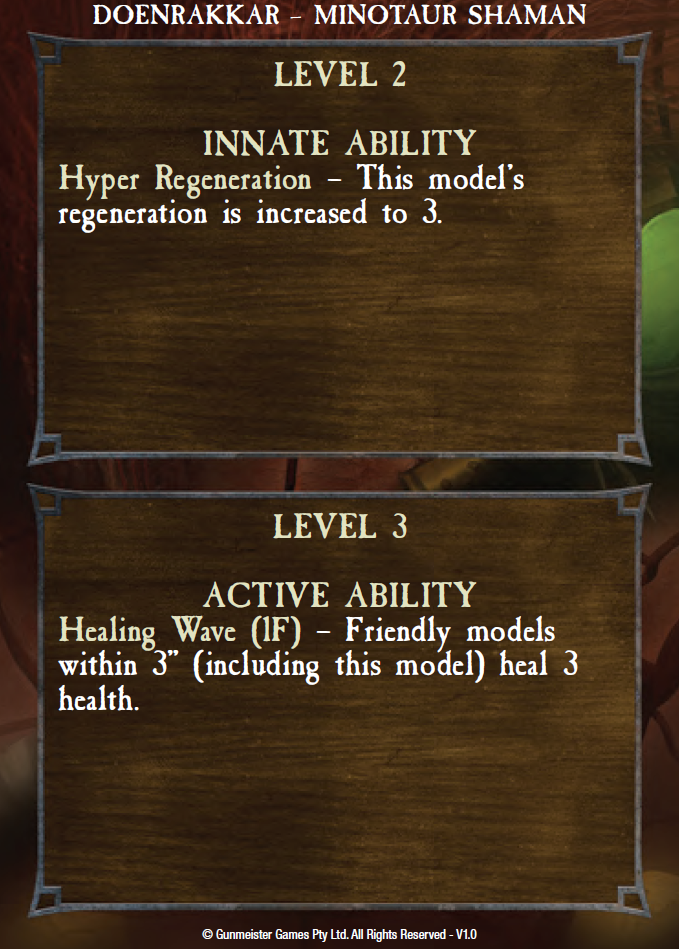 DOENRAKKAR – MINOTAUR SHAMAN
LEVEL 2
INNATE ABILITY
Hyper Regeneration – This model's
regeneration is increased to 3.
LEVEL 3
ACTIVE ABILITY
Healing Wave (1F) – Friendly models
within 3" (including this model) heal 3
health.
© Gunmeister Games Pty Ltd. All Rights Reserved - V1.0